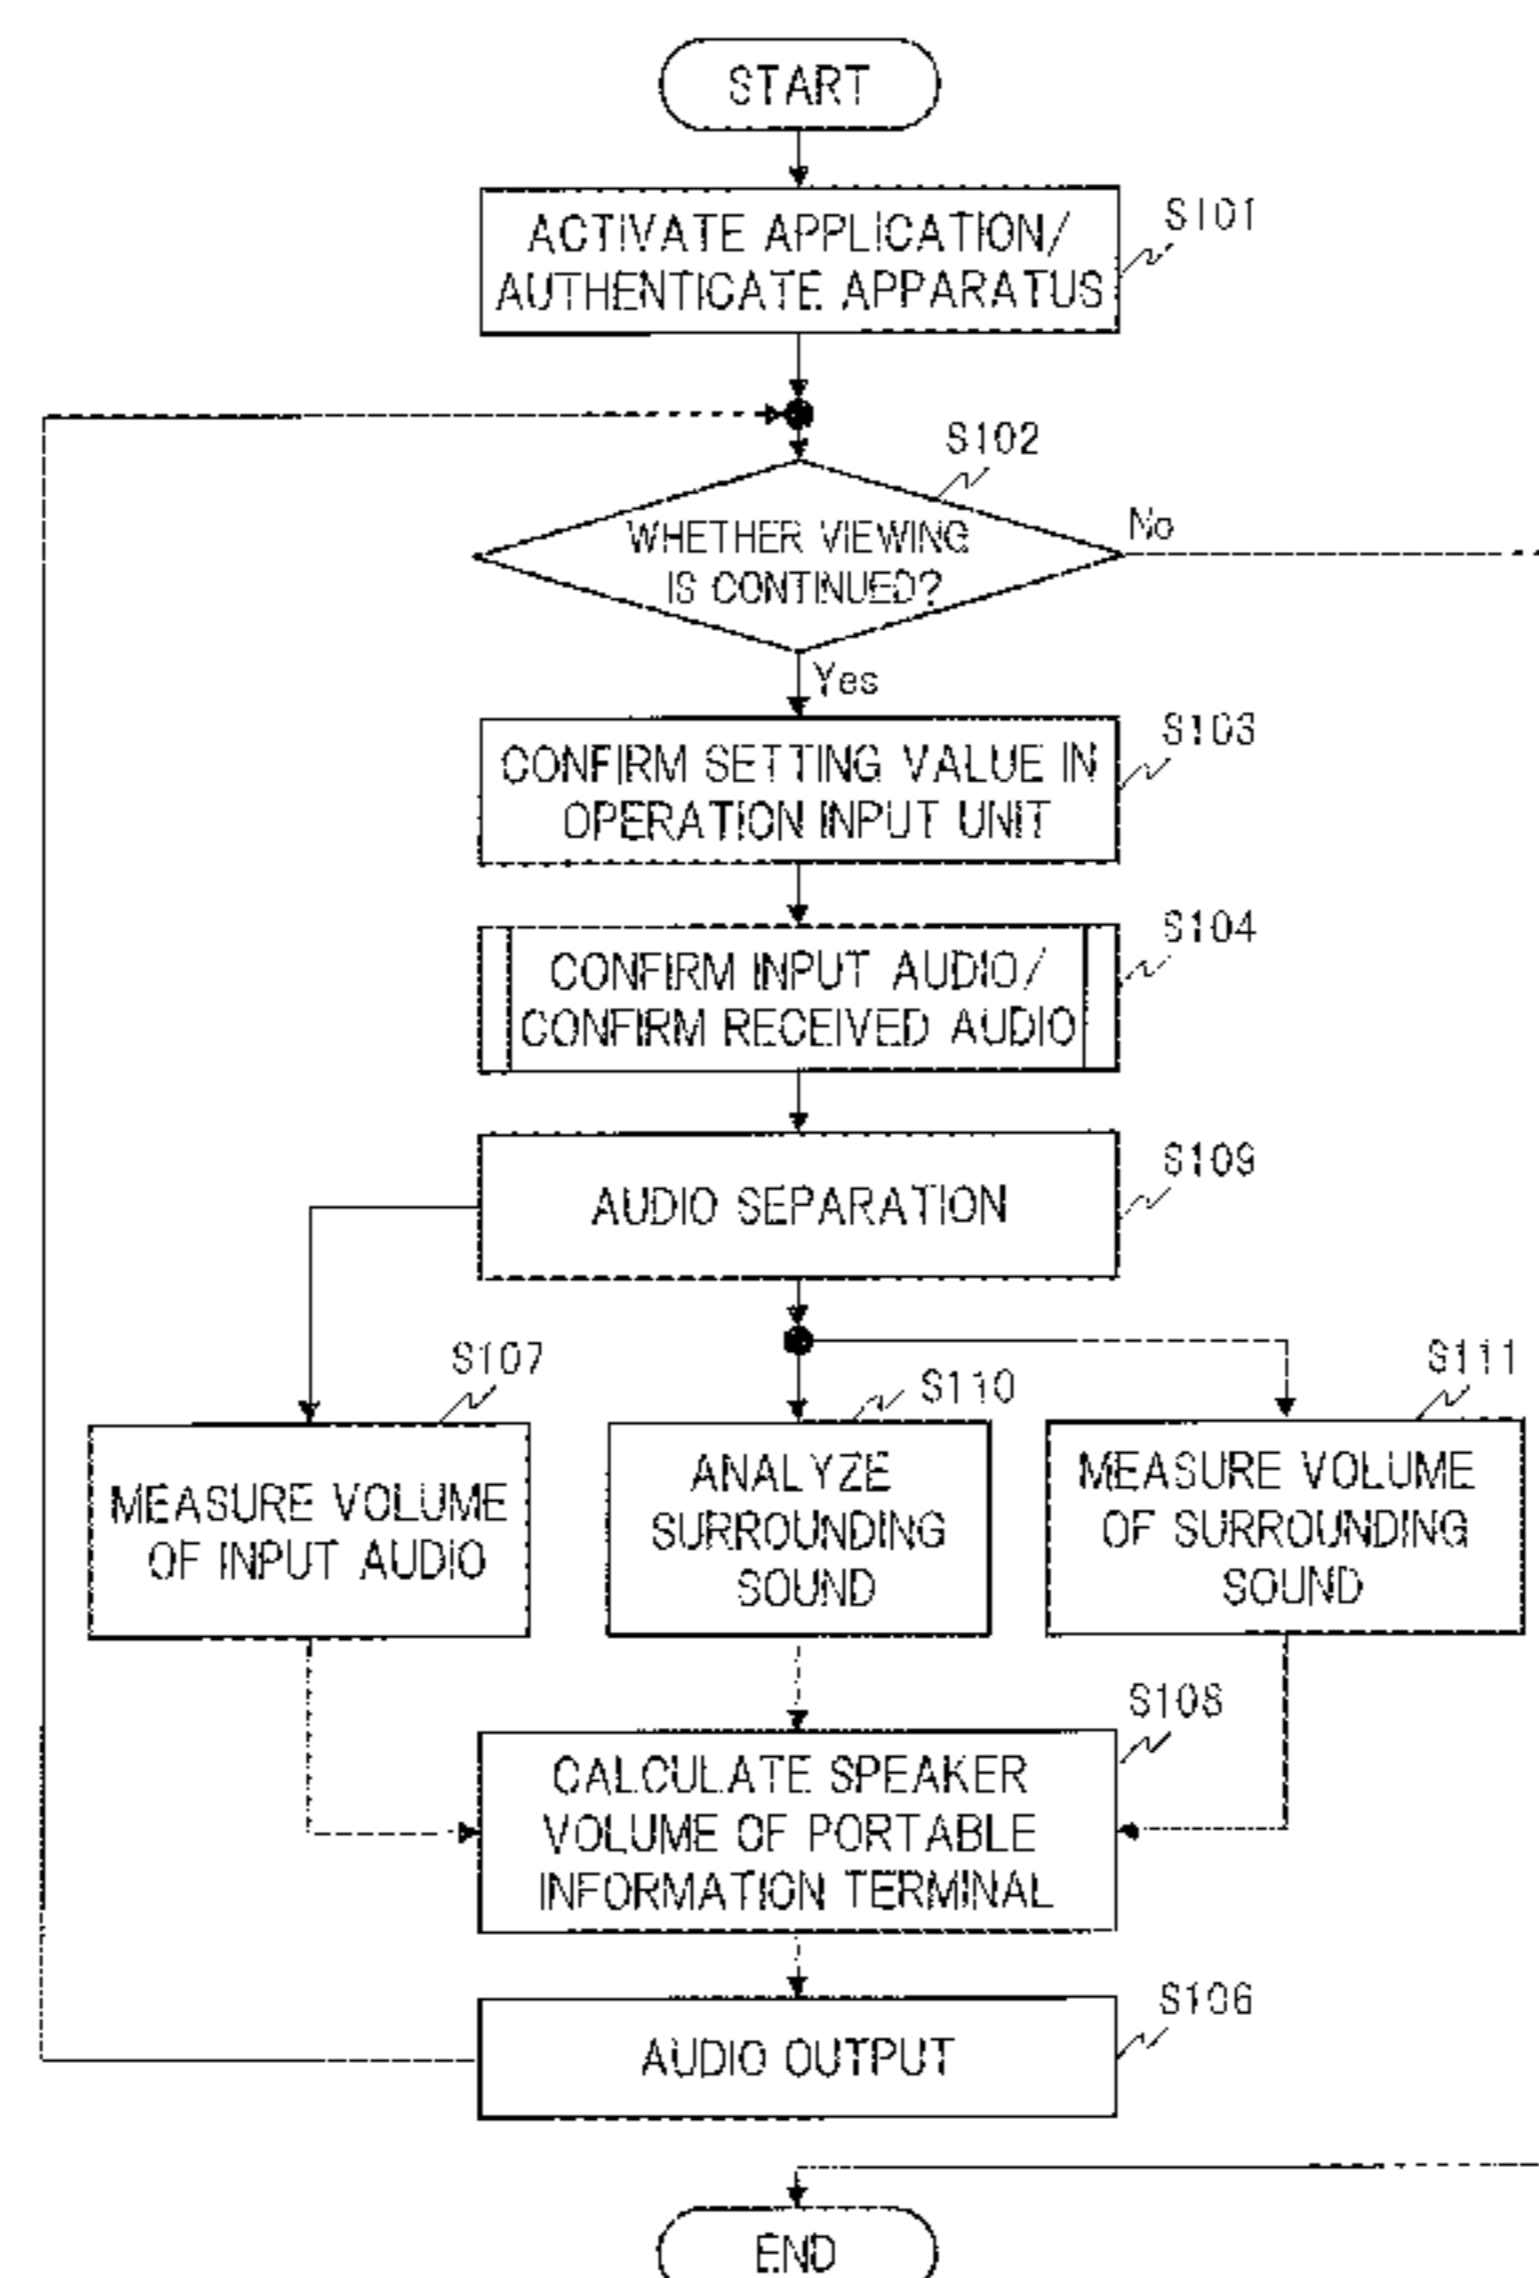 START
ACTIVATE APPLICATION/
AUTHENTICATE APPARATUS
S101
S102
WHETHER VIEWING
IS CONTINUED?
No
Yes
CONFIRM SETTING VALUE IN
OPERATION INPUT UNIT
S103
CONFIRM INPUT AUDIO/
CONFIRM RECEIVED AUDIO
S104
AUDIO SEPARATION
S109
S107
MEASURE VOLUME
OF INPUT AUDIO
S110
ANALYZE
SURROUNDING
SOUND
S111
MEASURE VOLUME
OF SURROUNDING
SOUND
S108
CALCULATE SPEAKER
VOLUME OF PORTABLE
INFORMATION TERMINAL
S106
AUDIO OUTPUT
END